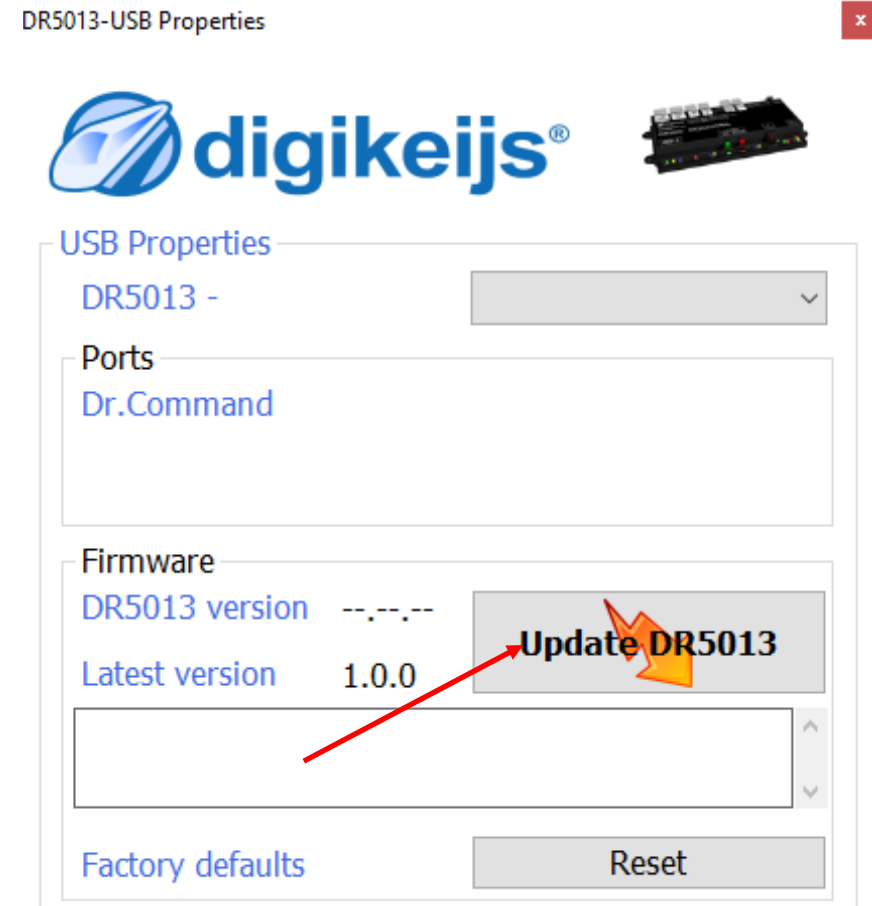 DR5013-USB Properties
x
digikeijs®
USB Properties
DR5013 -
Ports
Dr.Command
Firmware
DR5013 version --.--.--
Update DR5013
Latest version 1.0.0
Factory defaults Reset